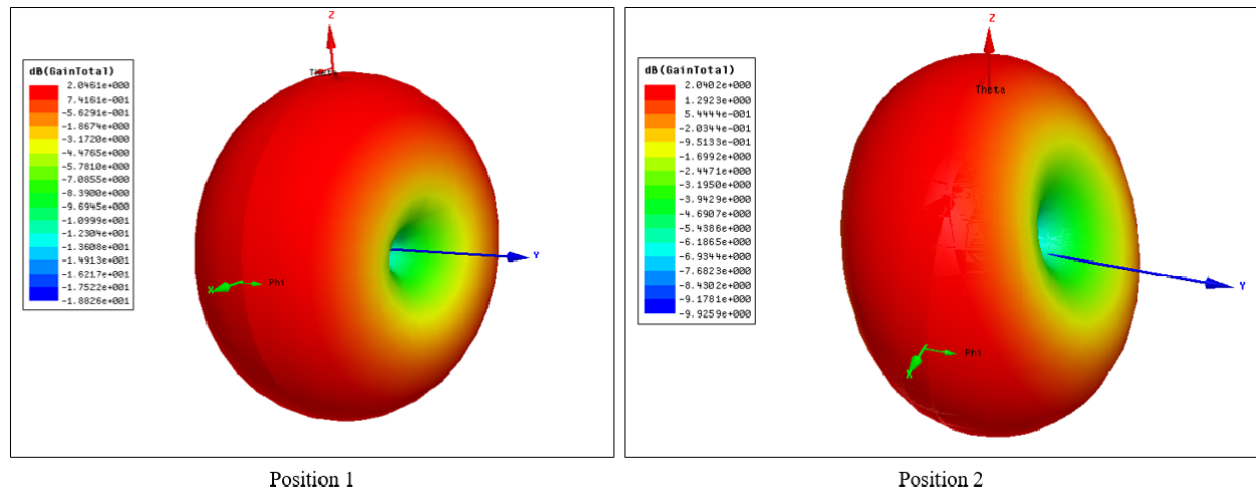 Z
Theta
dB(GainTotal)
2.0461e+000
7.4161e-001
-5.6291e-001
-1.8674e+000
-3.1720e+000
-4.4765e+000
-5.7810e+000
-7.0855e+000
-8.3900e+000
-9.6945e+000
-1.0999e+001
-1.2304e+001
-1.3608e+001
-1.4913e+001
-1.6217e+001
-1.7522e+001
-1.8826e+001
Y
X
Phi
Position 1
Z
Theta
dB(GainTotal)
2.0402e+000
1.2923e+000
5.4444e-001
-2.0344e-001
-9.5133e-001
-1.6992e+000
-2.4471e+000
-3.1950e+000
-3.9429e+000
-4.6907e+000
-5.4386e+000
-6.1865e+000
-6.9344e+000
-7.6823e+000
-8.4302e+000
-9.1781e+000
-9.9259e+000
Y
Phi
X
Position 2